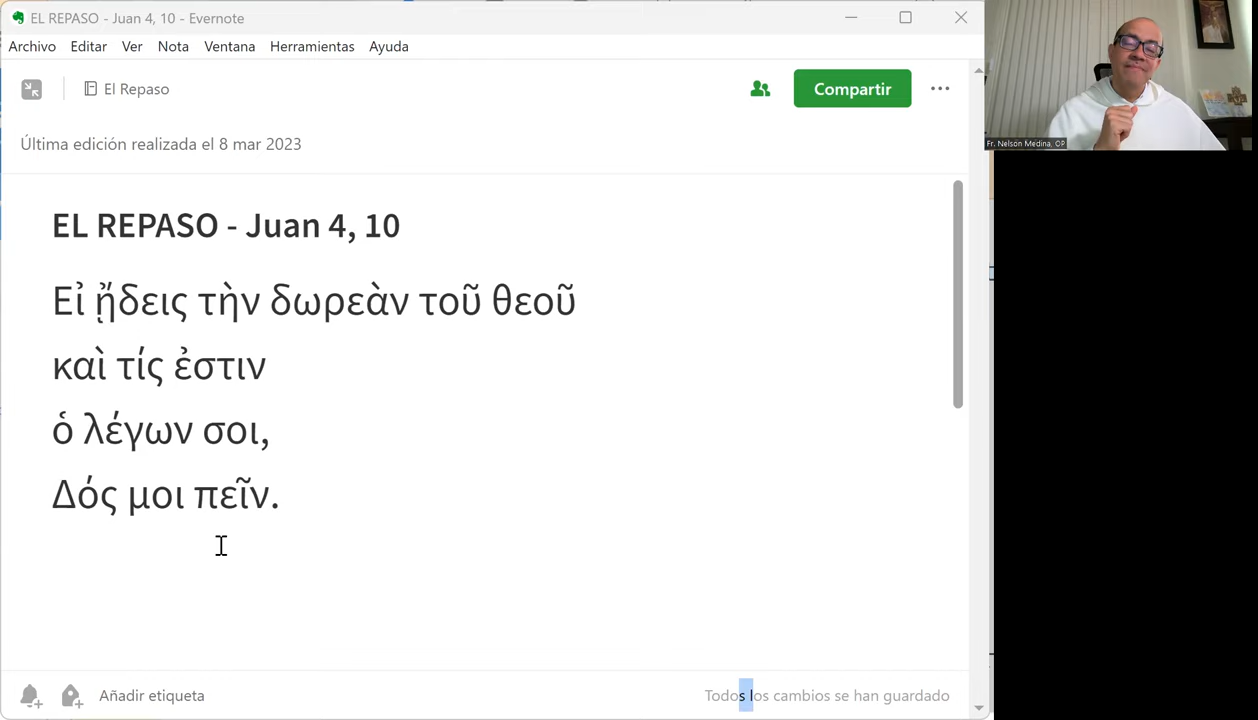 EL REPASO - Juan 4, 10 - Evernote
Archivo Editar Ver Nota Ventana Herramientas Ayuda
El Repaso
Compartir
Última edición realizada el 8 mar 2023
EL REPASO - Juan 4, 10
Εἰ ᾔδεις τὴν δωρεὰν τοῦ θεοῦ
καὶ τίς ἐστιν
ὁ λέγων σοι,
Δός μοι πεῖν.
Añadir etiqueta
Todos los cambios se han guardado
Fr. Nelson Medina, OP